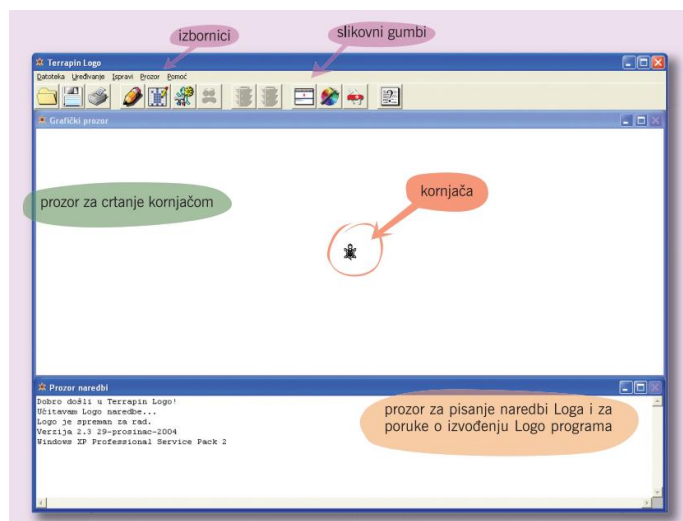 izbornici
slikovni gumbi
Terrapin Logo
Datoteka Uređivanje Ispravi Prozor Pomoć
Grafički prozor
prozor za crtanje kornjačom
kornjača
Prozor naredbi
Dobro došli u Terrapin Logo!
Učitavam Logo naredbe...
Logo je spreman za rad.
Verzija 2.3 29-prosinac-2004
Windows XP Professional Service Pack 2
prozor za pisanje naredbi Loga i za
poruke o izvođenju Logo programa